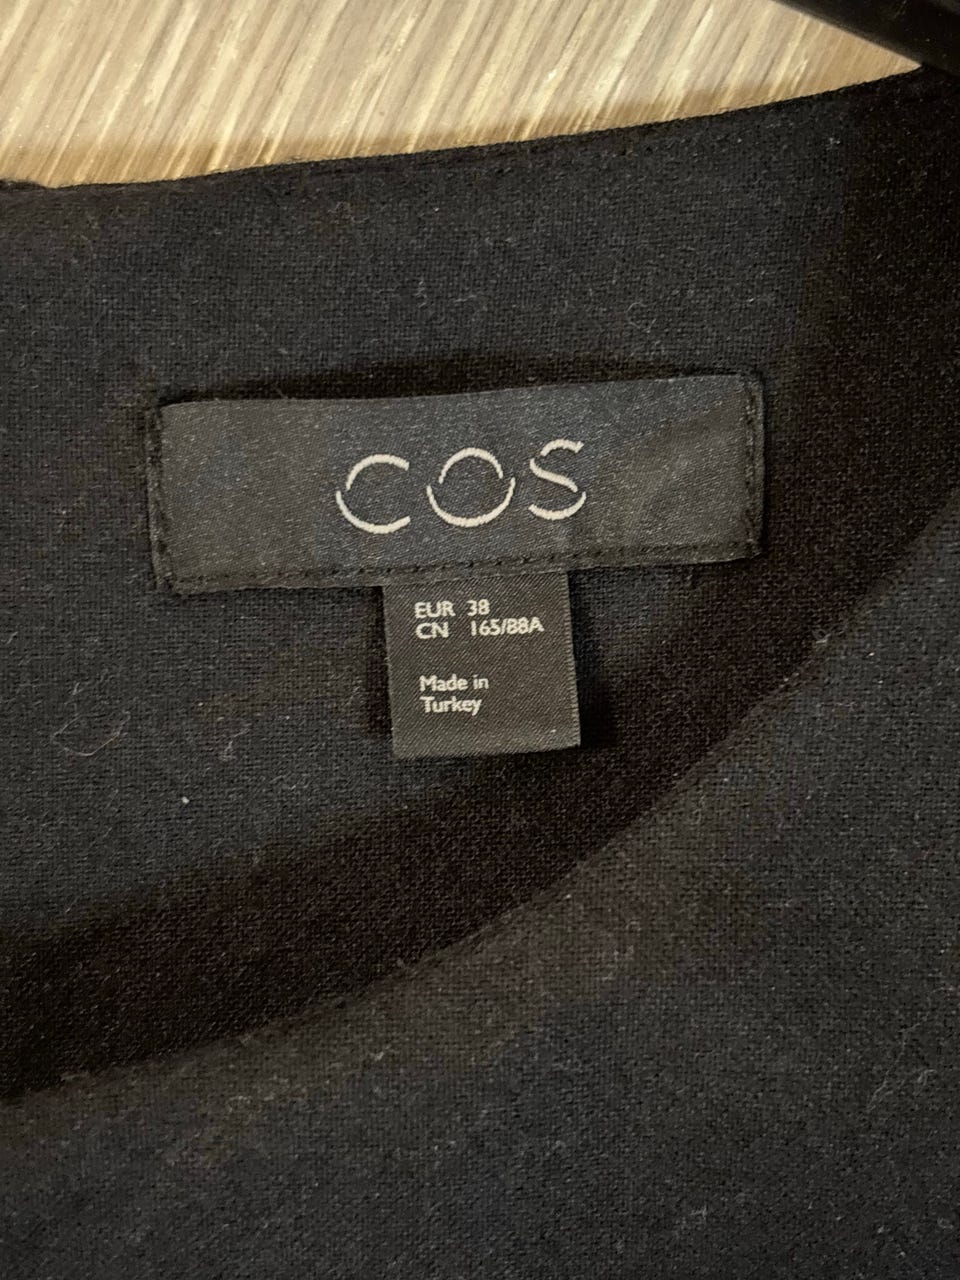 COS
EUR 38
CN 165/88A
Made in
Turkey